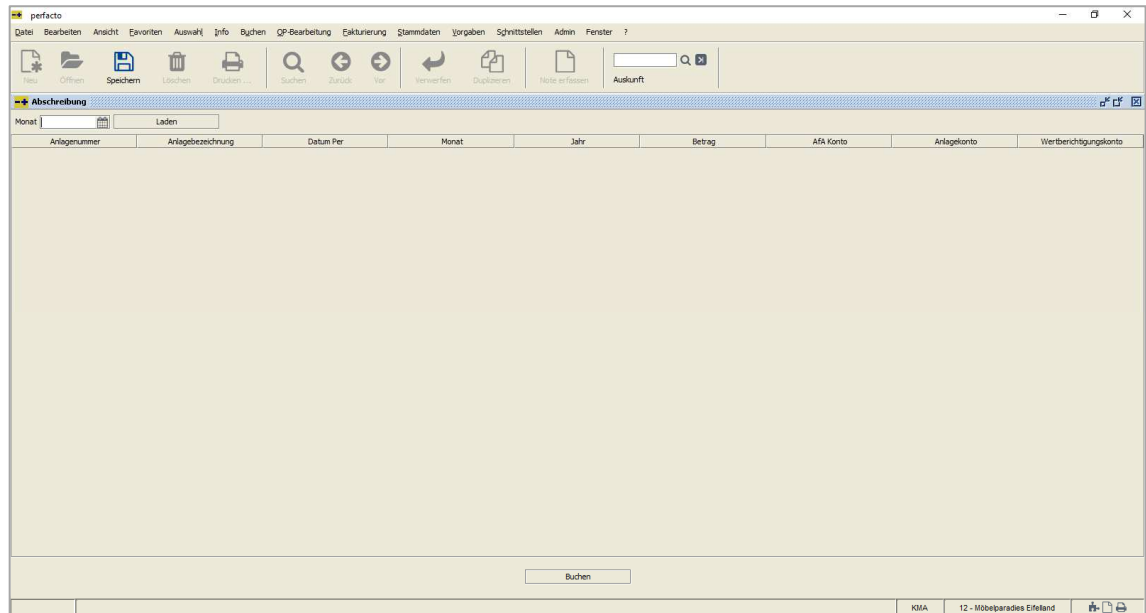 perfacto
Datei Bearbeiten Ansicht Favoriten Auswahl Info Buchen OP-Bearbeitung Fakturierung Stammdaten Vorgaben Schnittstellen Admin Fenster ?
Neu Öffnen Speichern Löschen Drucken ... Suchen Zurück Vor Verwerfen Duplizieren Note erfassen Auskunft
Abschreibung
Monat Laden
Anlagenummer Anlagebezeichnung Datum Per Monat Jahr Betrag AfA Konto Anlagekonto Wertberichtigungskonto
Buchen
KMA 12 - Möbelparadies Eifelland